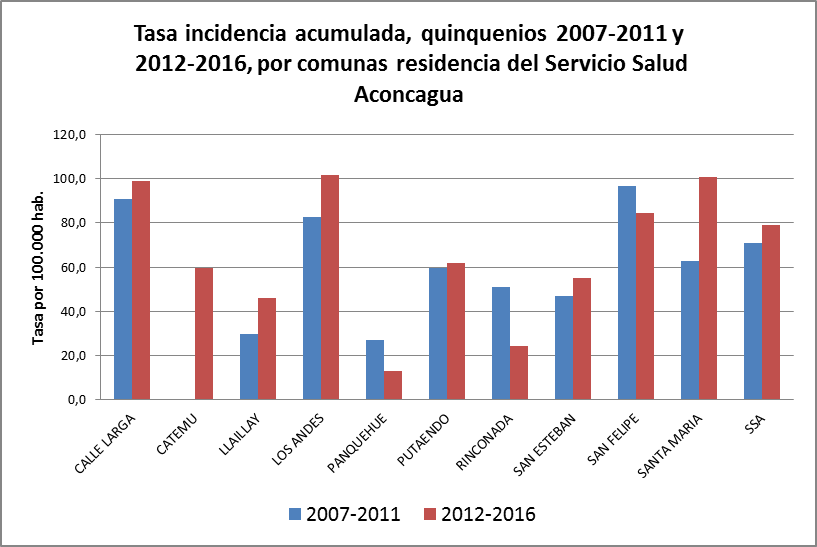 Tasa incidencia acumulada, quinquenios 2007-2011 y
2012-2016, por comunas residencia del Servicio Salud
Aconcagua
Tasa por 100.000 hab.
120,0
100,0
80,0
60,0
40,0
20,0
0,0
CALLE LARGA
CATEMU
LLAILLAY
LOS ANDES
PANQUEHUE
PUTAENDO
RINCONADA
SAN ESTEBAN
SAN FELIPE
SANTA MARIA
SSA
2007-2011
2012-2016